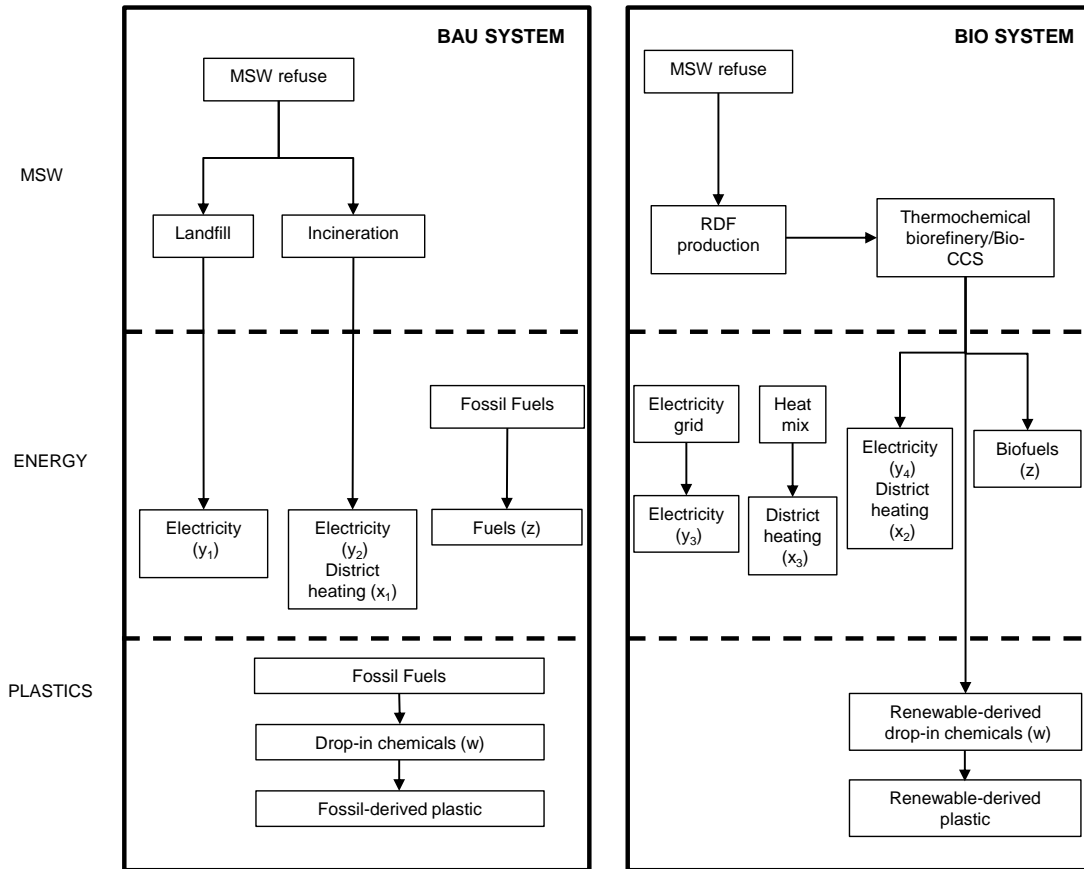 BAU SYSTEM
BIO SYSTEM
MSW
MSW refuse
Landfill
Incineration
MSW refuse
RDF
production
Thermochemical
biorefinery/Bio-
CCS
ENERGY
Fossil Fuels
Electricity
(y₁)
Electricity
(y₂)
District
heating (x₁)
Fuels (z)
Electricity
grid
Heat
mix
Electricity
(y₃)
District
heating
(x₃)
Electricity
(y₄)
District
heating
(x₂)
Biofuels
(z)
PLASTICS
Fossil Fuels
Drop-in chemicals (w)
Fossil-derived plastic
Renewable-derived
drop-in chemicals (w)
Renewable-derived
plastic